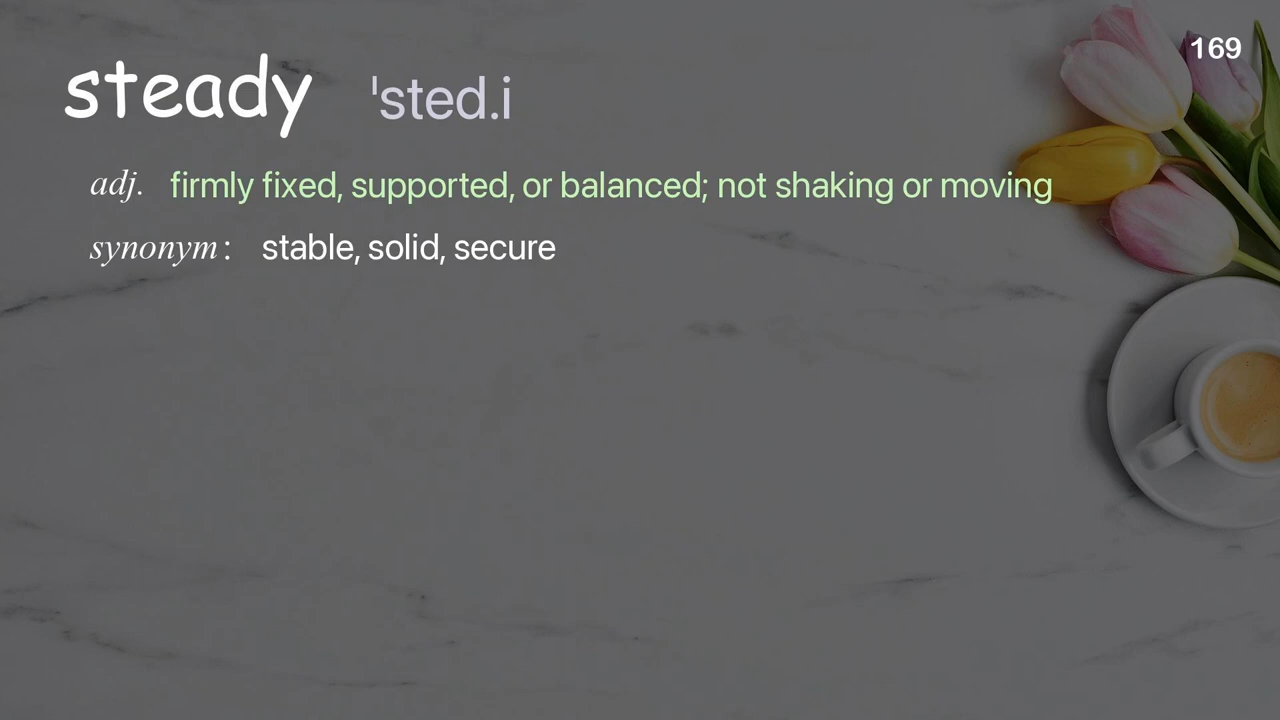 169
steady 'sted.i
adj. firmly fixed, supported, or balanced; not shaking or moving
synonym: stable, solid, secure